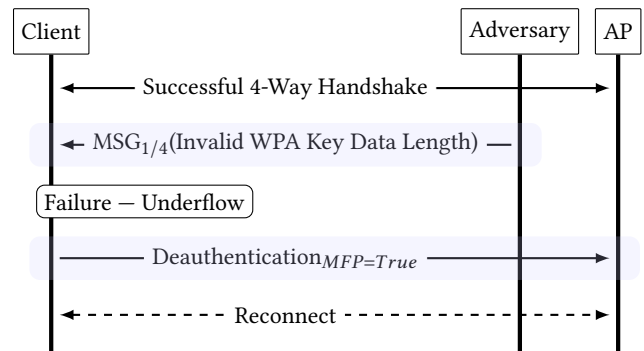 Client Adversary AP
Successful 4-Way Handshake
MSG1/4(Invalid WPA Key Data Length)
Failure – Underflow
DeauthenticationMFP=True
Reconnect